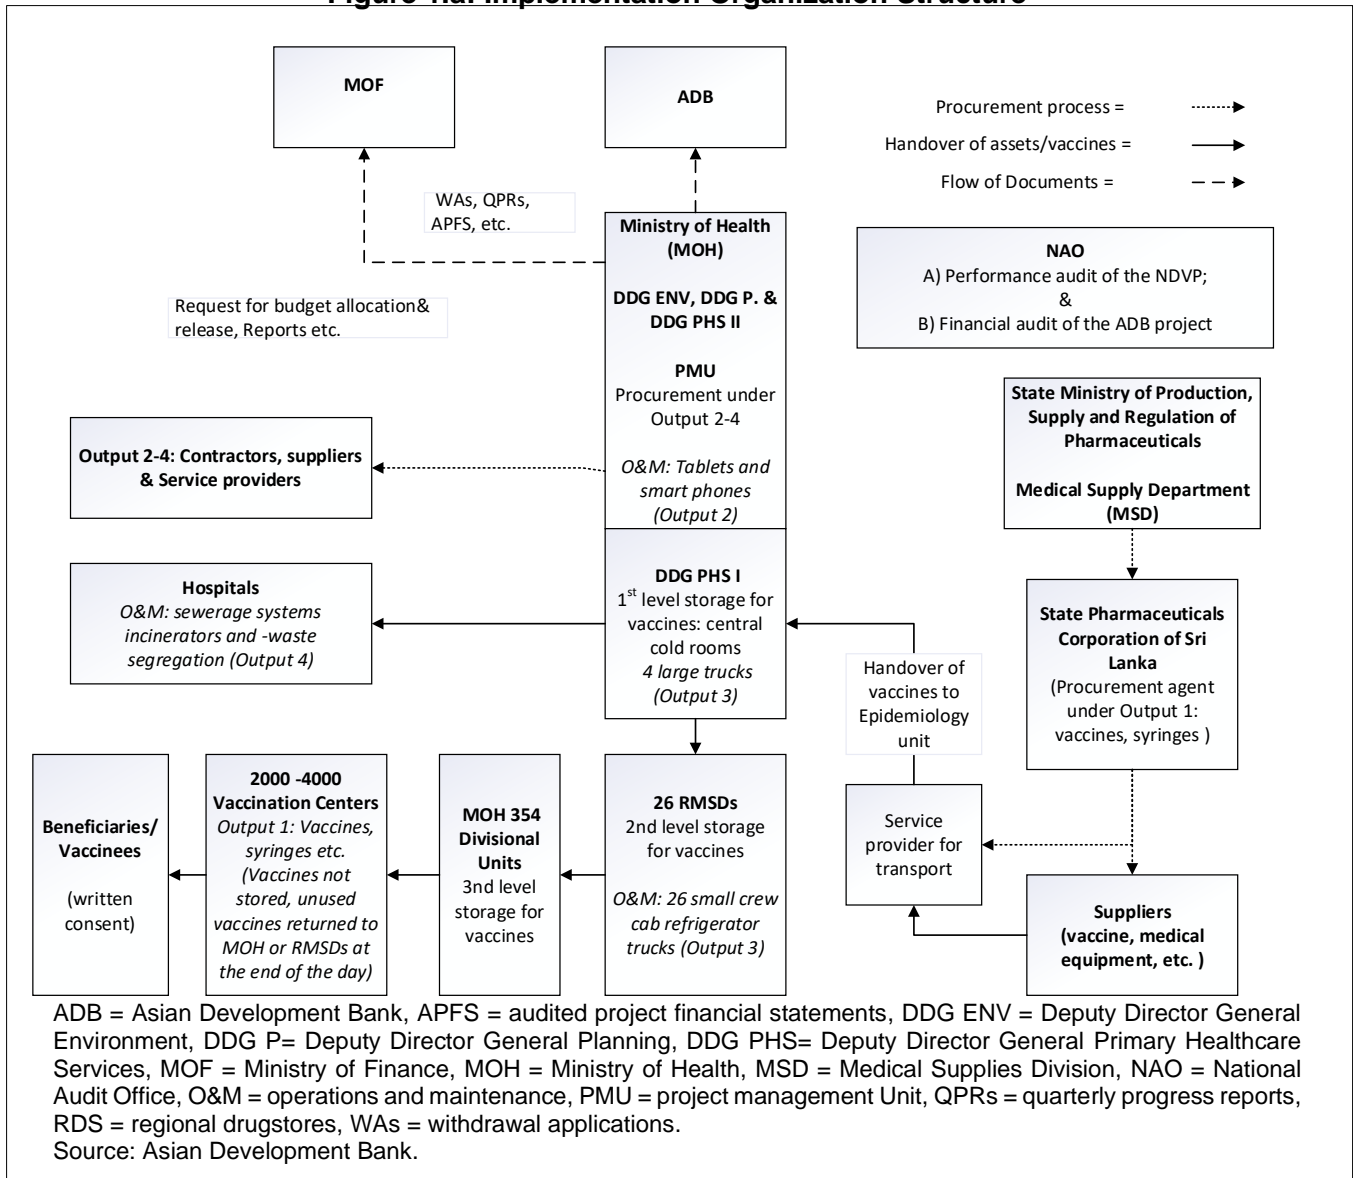 MOF
ADB
Procurement process =
Handover of assets/vaccines =
Flow of Documents =
WAs, QPRs,
APFS, etc.
Request for budget allocation&
release, Reports etc.
Ministry of Health
(MOH)
DDG ENV, DDG P. &
DDG PHS II
PMU
Procurement under
Output 2-4
O&M: Tablets and
smart phones
(Output 2)
NAO
A) Performance audit of the NDVP;
&
B) Financial audit of the ADB project
State Ministry of Production,
Supply and Regulation of
Pharmaceuticals
Medical Supply Department
(MSD)
Output 2-4: Contractors, suppliers
& Service providers
Hospitals
O&M: sewerage systems
incinerators and -waste
segregation (Output 4)
DDG PHS I
1st level storage for
vaccines: central
cold rooms
4 large trucks
(Output 3)
State Pharmaceuticals
Corporation of Sri
Lanka
(Procurement agent
under Output 1:
vaccines, syringes )
Handover of
vaccines to
Epidemiology
unit
Beneficiaries/
Vaccinees
(written
consent)
2000 -4000
Vaccination Centers
Output 1: Vaccines,
syringes etc.
(Vaccines not
stored, unused
vaccines returned to
MOH or RMSDs at
the end of the day)
MOH 354
Divisional
Units
3nd level
storage for
vaccines
26 RMSDs
2nd level storage
for vaccines
O&M: 26 small crew
cab refrigerator
trucks (Output 3)
Service
provider for
transport
Suppliers
(vaccine, medical
equipment, etc. )
ADB = Asian Development Bank, APFS = audited project financial statements, DDG ENV = Deputy Director General
Environment, DDG P= Deputy Director General Planning, DDG PHS= Deputy Director General Primary Healthcare
Services, MOF = Ministry of Finance, MOH = Ministry of Health, MSD = Medical Supplies Division, NAO = National
Audit Office, O&M = operations and maintenance, PMU = project management Unit, QPRs = quarterly progress reports,
RDS = regional drugstores, WAs = withdrawal applications.
Source: Asian Development Bank.